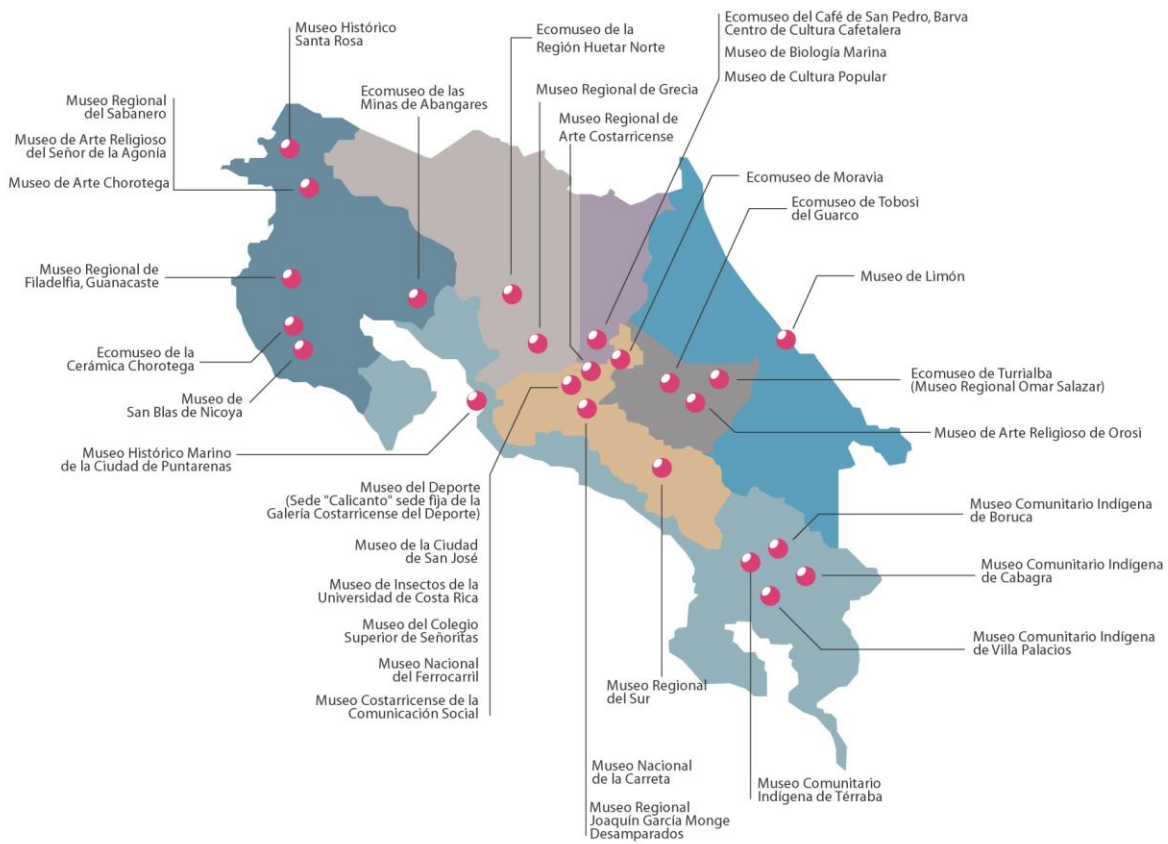 Museo Histórico
Santa Rosa
Ecomuseo de la
Región Huetar Norte
Ecomuseo del Café de San Pedro, Barva
Centro de Cultura Cafetalera
Museo de Biología Marina
Museo de Cultura Popular
Museo Regional
del Sabanero
Museo de Arte Religioso
del Señor de la Agonía
Museo de Arte Chorotega
Ecomuseo de las
Minas de Abangares
Museo Regional de Grecia
Museo Regional de
Arte Costarricense
Ecomuseo de Moravia
Ecomuseo de Tobosi
del Guarco
Museo Regional de
Filadelfia, Guanacaste
Museo de Limón
Ecomuseo de la
Cerámica Chorotega
Museo de
San Blas de Nicoya
Ecomuseo de Turrialba
(Museo Regional Omar Salazar)
Museo de Arte Religioso de Orosi
Museo Histórico Marino
de la Ciudad de Puntarenas
Museo del Deporte
(Sede "Calicanto" sede fija de la
Galería Costarricense del Deporte)
Museo de la Ciudad
de San José
Museo de Insectos de la
Universidad de Costa Rica
Museo del Colegio
Superior de Señoritas
Museo Nacional
del Ferrocarril
Museo Costarricense de la
Comunicación Social
Museo Comunitario Indígena
de Boruca
Museo Comunitario Indígena
de Cabagra
Museo Comunitario Indígena
de Villa Palacios
Museo Regional
del Sur
Museo Nacional
de la Carreta
Museo Regional
Joaquín García Monge
Desamparados
Museo Comunitario
Indígena de Térraba